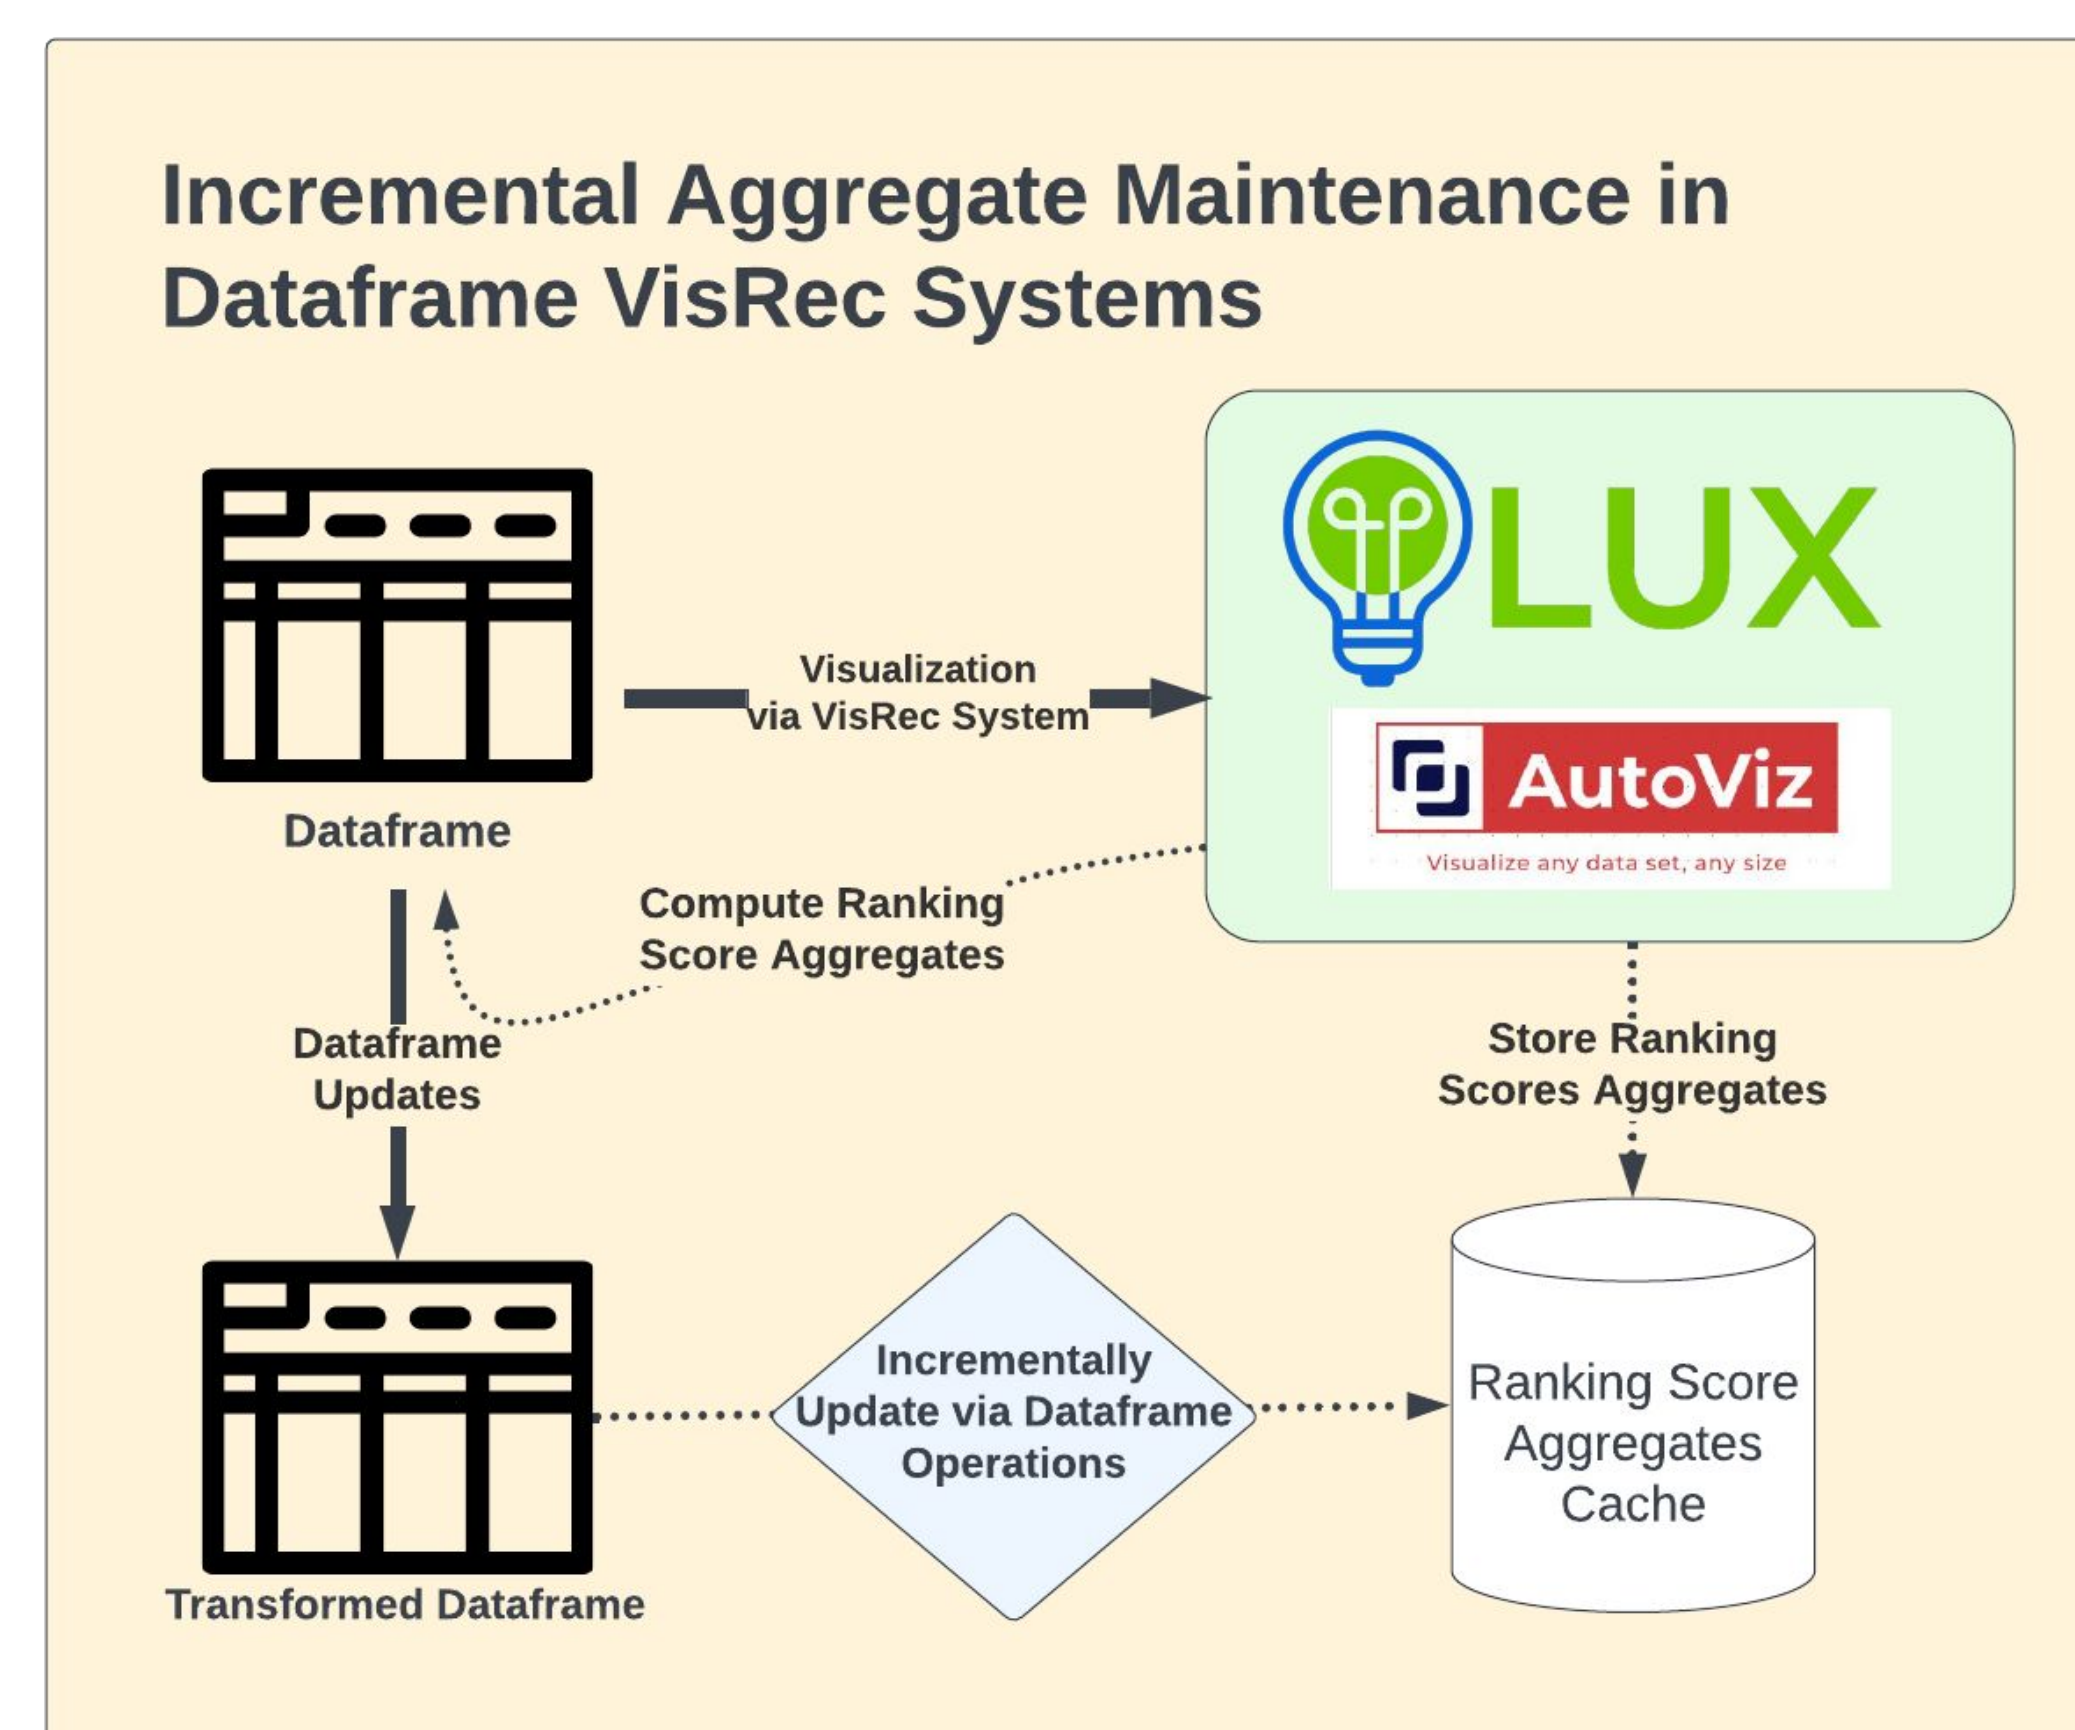 Incremental Aggregate Maintenance in
Dataframe VisRec Systems
LUX
Visualization
via VisRec System
AutoViz
Visualize any data set, any size
Dataframe
Compute Ranking
Score Aggregates
Dataframe
Updates
Store Ranking
Scores Aggregates
Incrementally
Update via Dataframe
Operations
Ranking Score
Aggregates
Cache
Transformed Dataframe